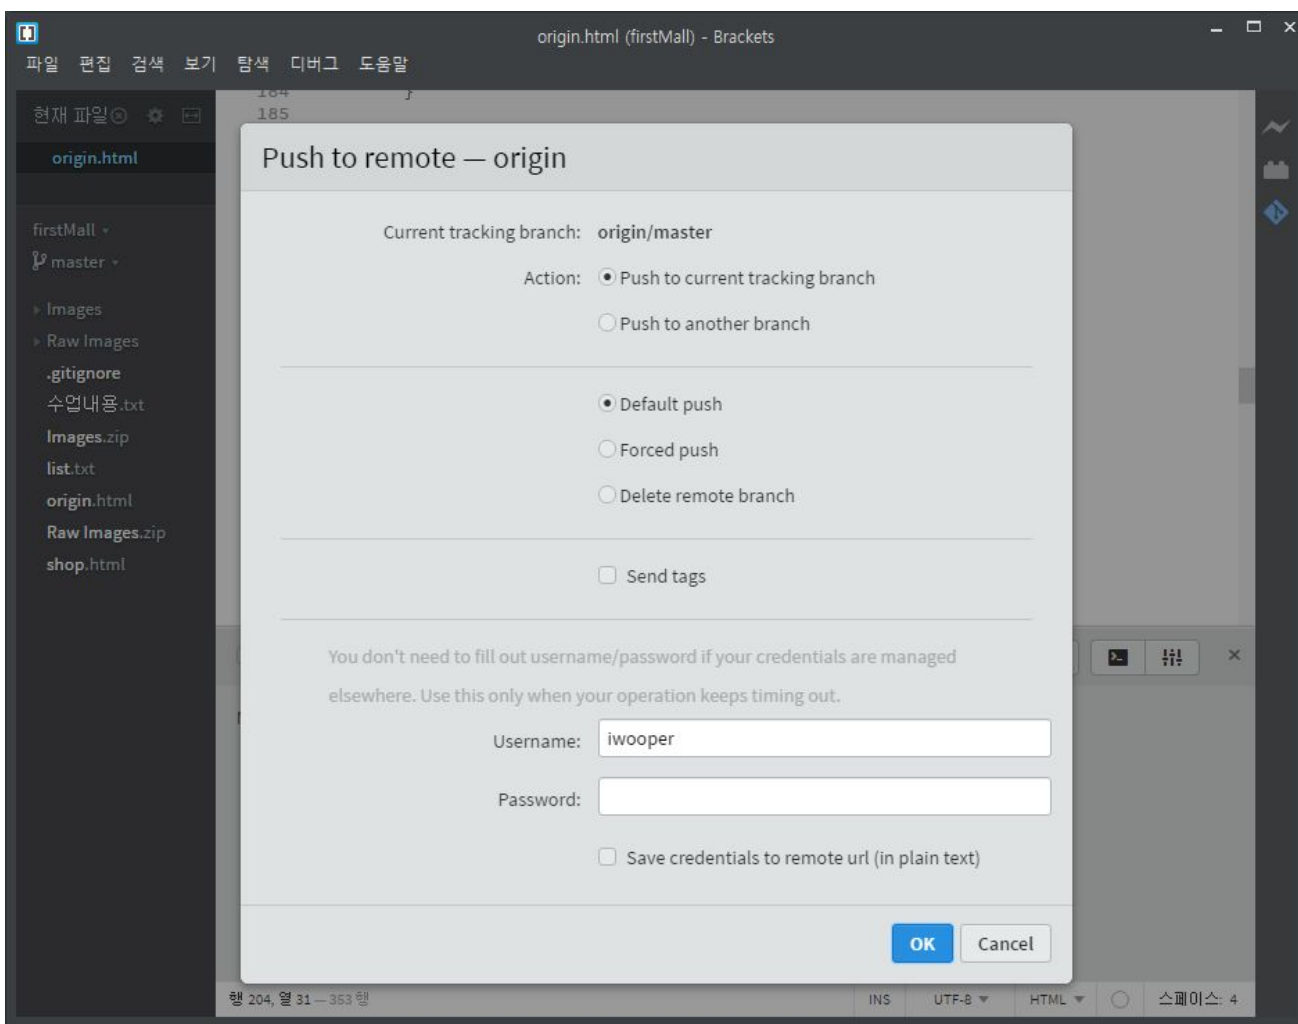 origin.html (firstMall) - Brackets
파일 편집 검색 보기 탐색 디버그 도움말
현재 파일
origin.html
firstMall
master
Images
Raw Images
.gitignore
수업내용.txt
Images.zip
list.txt
origin.html
Raw Images.zip
shop.html
184 }
185
Push to remote — origin
Current tracking branch: origin/master
Action: Push to current tracking branch
Push to another branch
Default push
Forced push
Delete remote branch
Send tags
You don't need to fill out username/password if your credentials are managed
elsewhere. Use this only when your operation keeps timing out.
Username: iwooper
Password:
Save credentials to remote url (in plain text)
OK Cancel
행 204, 열 31 — 353 행
INS UTF-8 HTML 스페이스: 4